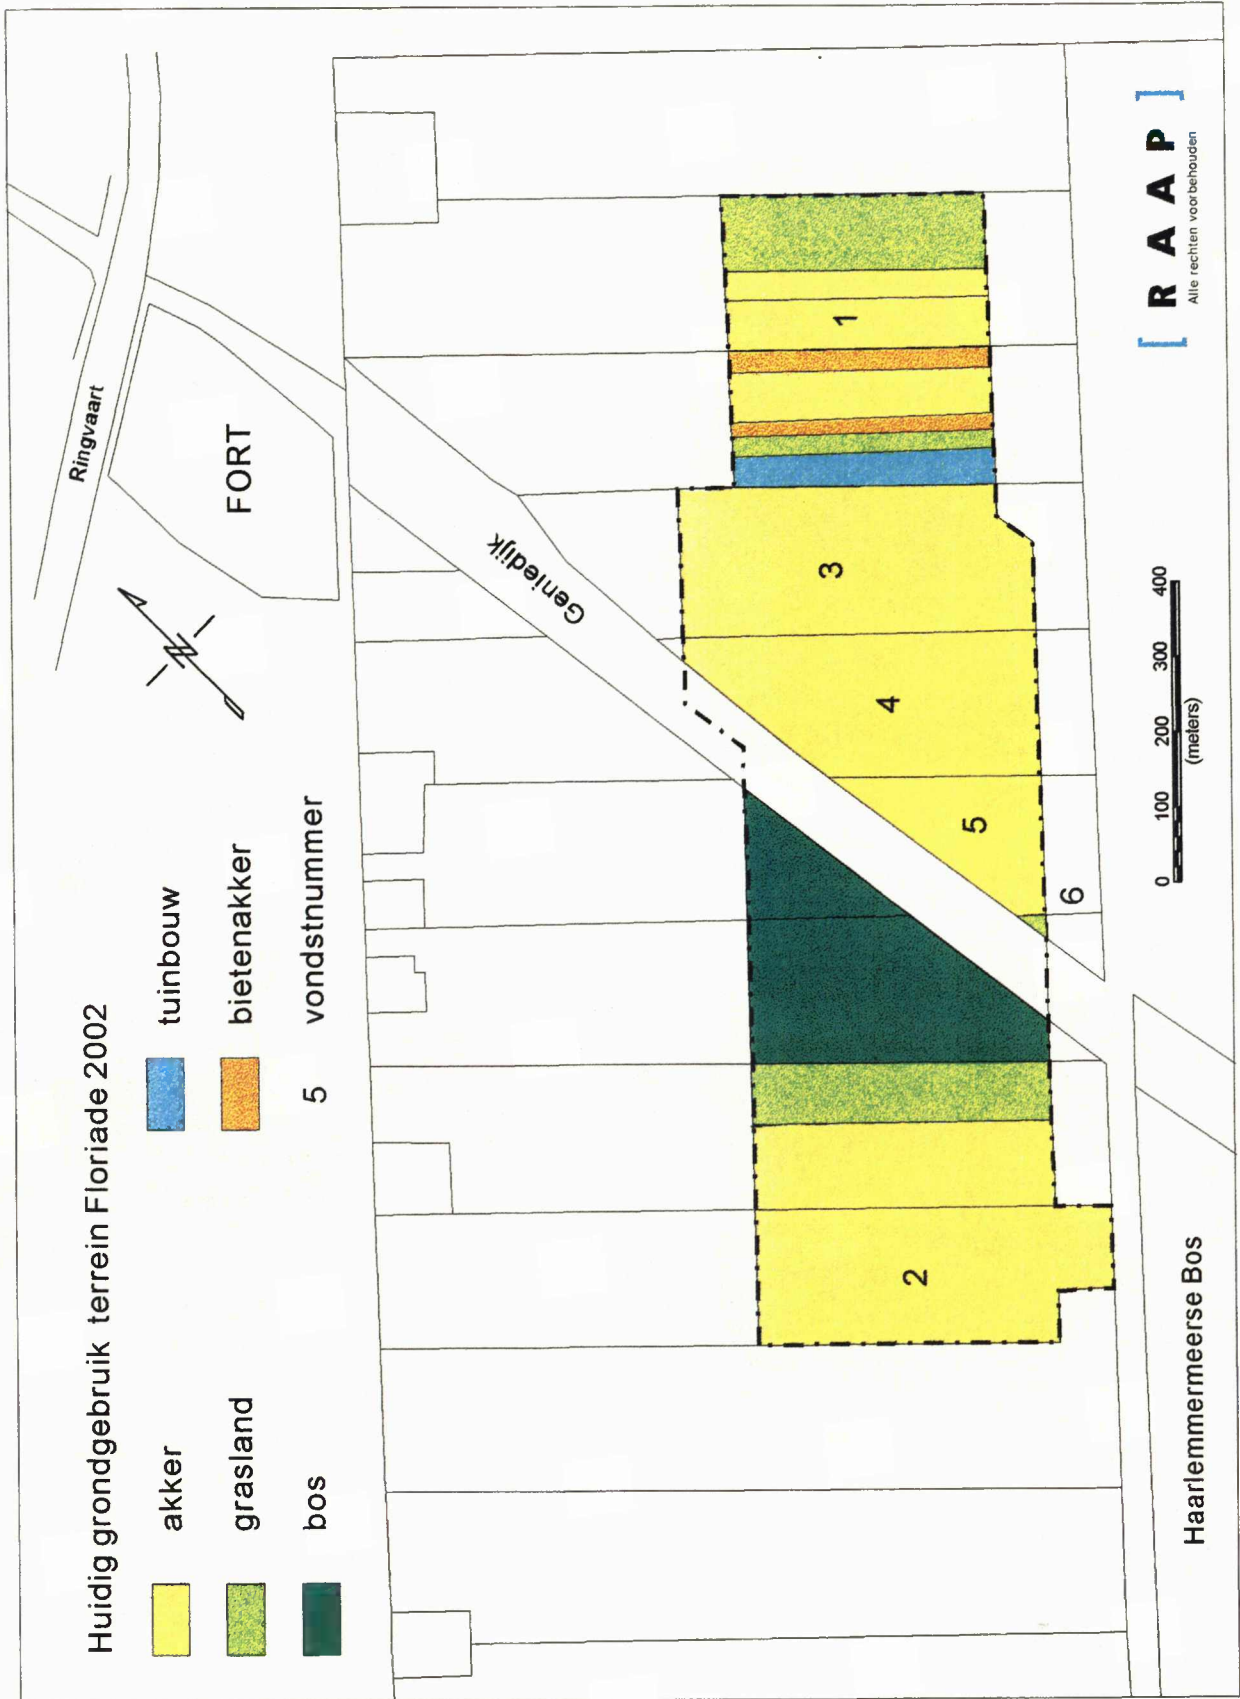 Huidig grondgebruik terrein Floriade 2002
akker
tuinbouw
grasland
bietenakker
bos
5 vondstnummer
Ringvaart
FORT
Geniedijk
1
2
3
4
5
6
Haarlemmermeerse Bos
0 100 200 300 400
(meters)
[ R A A P ]
Alle rechten voorbehouden